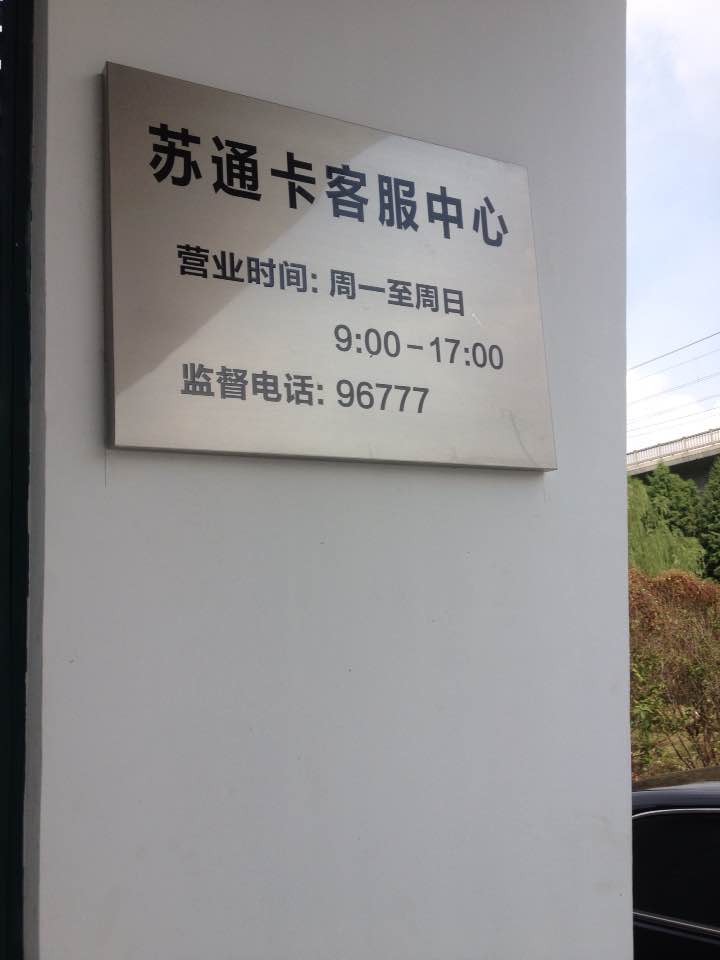 苏通卡客服中心
营业时间: 周一至周日
9:00-17:00
监督电话: 96777